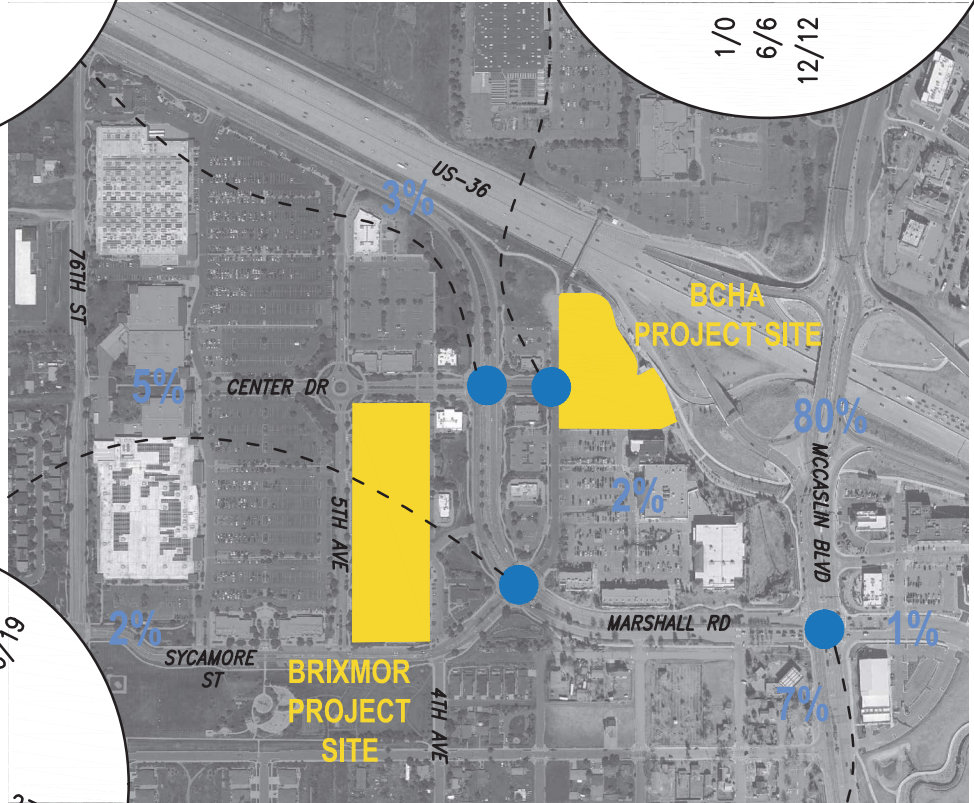 1/0
6/6
12/12
US-36
3%
76TH ST
BCHA
PROJECT SITE
5%
CENTER DR
80%
MCCASLIN BLVD
2%
5TH AVE
2%
MARSHALL RD
1%
/19
SYCAMORE
ST
BRIXMOR
PROJECT
SITE
4TH AVE
7%